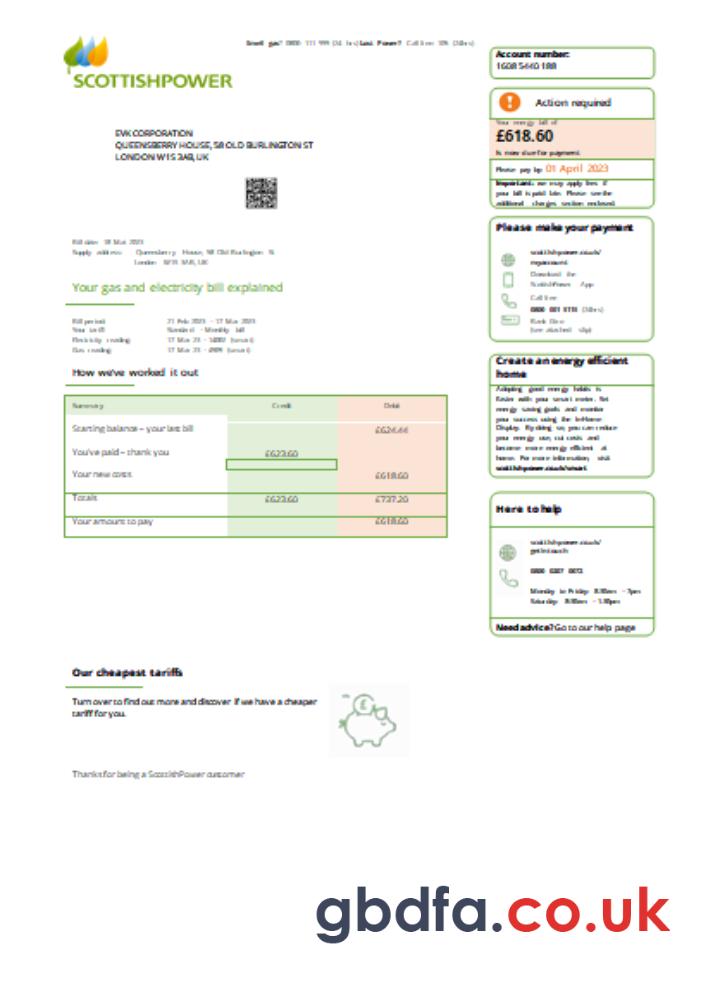 Smell gas? 0800 111 999 (24 hrs) Lost Power? Call free 105 (24hrs)
SCOTTISHPOWER
Account number:
1608 5440 188
Action required
Your energy bill of
£618.60
is now due for payment
Please pay by 01 April 2023
Important: we may apply fees if
your bill is paid late. Please see the
additional charges section enclosed
EVK CORPORATION
QUEENSBERRY HOUSE, 58 OLD BURLINGTON ST
LONDON W1S 3AB, UK
Bill date: 18 Mar 2023
Supply address: Queensberry House, 58 Old Burlington St
London W1S 3AB, UK
Your gas and electricity bill explained
Bill period 21 Feb 2023 - 17 Mar 2023
Your tariff Standard - Monthly bill
Electricity reading 17 Mar 23 - (smart)
Gas reading 17 Mar 23 - 4909 (smart)
How we've worked it out
Summary Credit Debit
Starting balance – your last bill £624.44
You've paid – thank you £623.60
Your new costs £618.60
Totals £623.60 £737.20
Your amount to pay £618.60
Please make your payment
scottishpower.co.uk/
myaccount
Download the
ScottishPower App
Call free
0800 001 5115 (24hrs)
Bank Giro
(see attached slip)
Create an energy efficient
home
Adopting good energy habits is
Easier with your smart meter. Set
energy saving goals and monitor
your success using the In-Home
Display. By doing so, you can reduce
your energy use, cut costs and
become more energy efficient at
home. For more information, visit
scottishpower.co.uk/smart
Here to help
scottishpower.co.uk/
getintouch
0800 0072
Monday to Friday 8:30am - 7pm
Saturday 8:30am - 1:30pm
Need advice? Go to our help page
Our cheapest tariffs
Turn over to find out more and discover if we have a cheaper
tariff for you.
Thanks for being a ScottishPower customer
gbdfa.co.uk